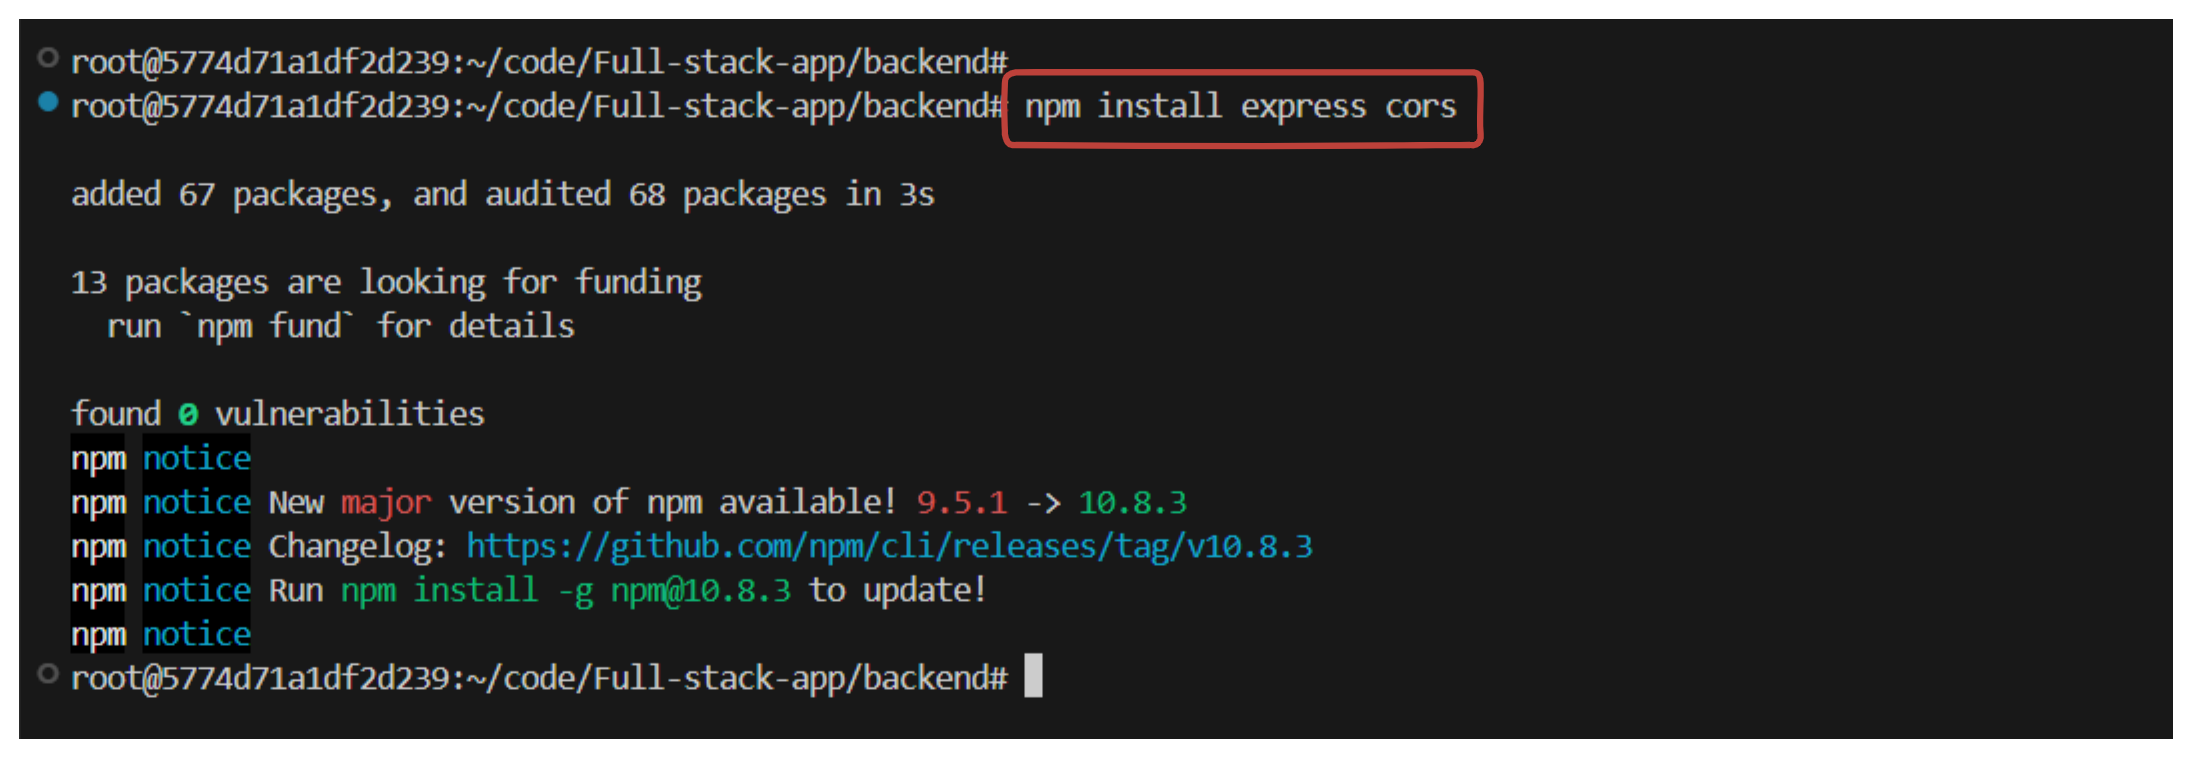 root@5774d71a1df2d239:~/code/Full-stack-app/backend#
root@5774d71a1df2d239:~/code/Full-stack-app/backend# npm install express cors
added 67 packages, and audited 68 packages in 3s
13 packages are looking for funding
  run `npm fund` for details
found 0 vulnerabilities
npm notice
npm notice New major version of npm available! 9.5.1 -> 10.8.3
npm notice Changelog: https://github.com/npm/cli/releases/tag/v10.8.3
npm notice Run npm install -g npm@10.8.3 to update!
npm notice
root@5774d71a1df2d239:~/code/Full-stack-app/backend#